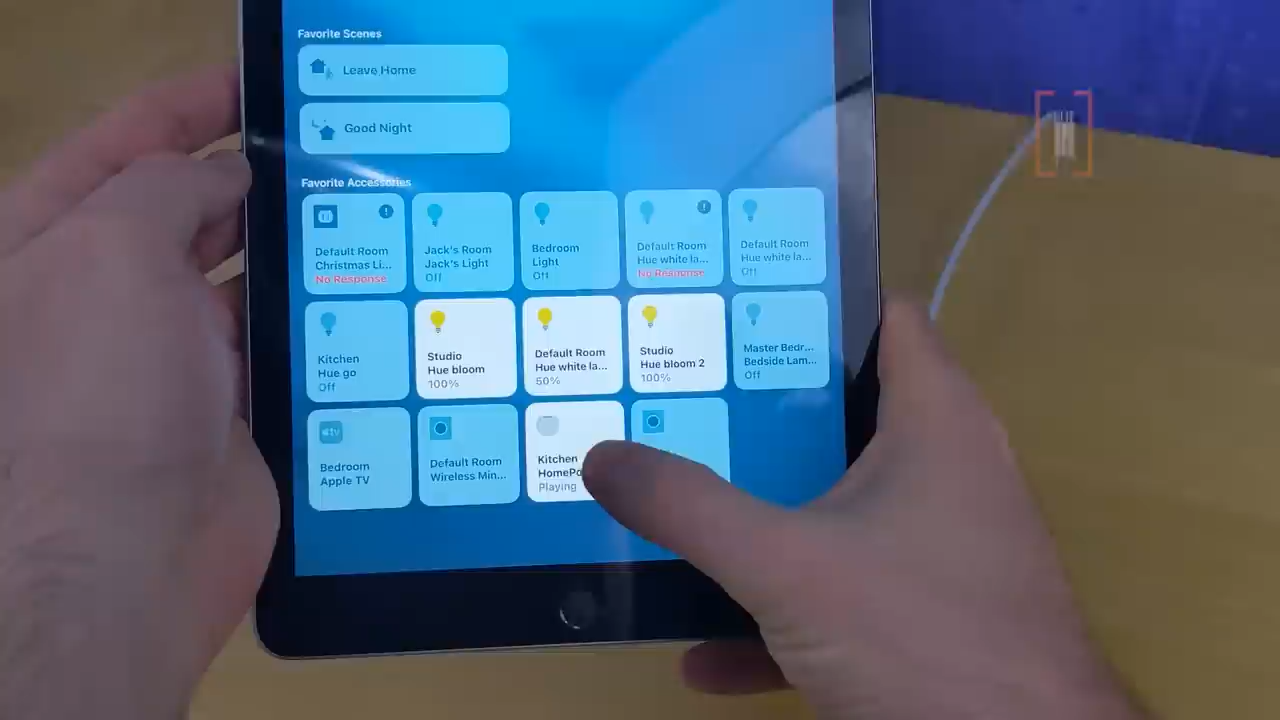 Favorite Scenes
Leave Home
Good Night
Favorite Accessories
Default Room
Christmas Li...
No Response
Jack's Room
Jack's Light
Off
Bedroom
Light
Off
Default Room
Hue white la...
No Response
Default Room
Hue white la...
Off
Kitchen
Hue go
Off
Studio
Hue bloom
100%
Default Room
Hue white la...
50%
Studio
Hue bloom 2
100%
Master Bedr...
Bedside Lam...
Off
tv
Bedroom
Apple TV
Default Room
Wireless Min...
Kitchen
Playing